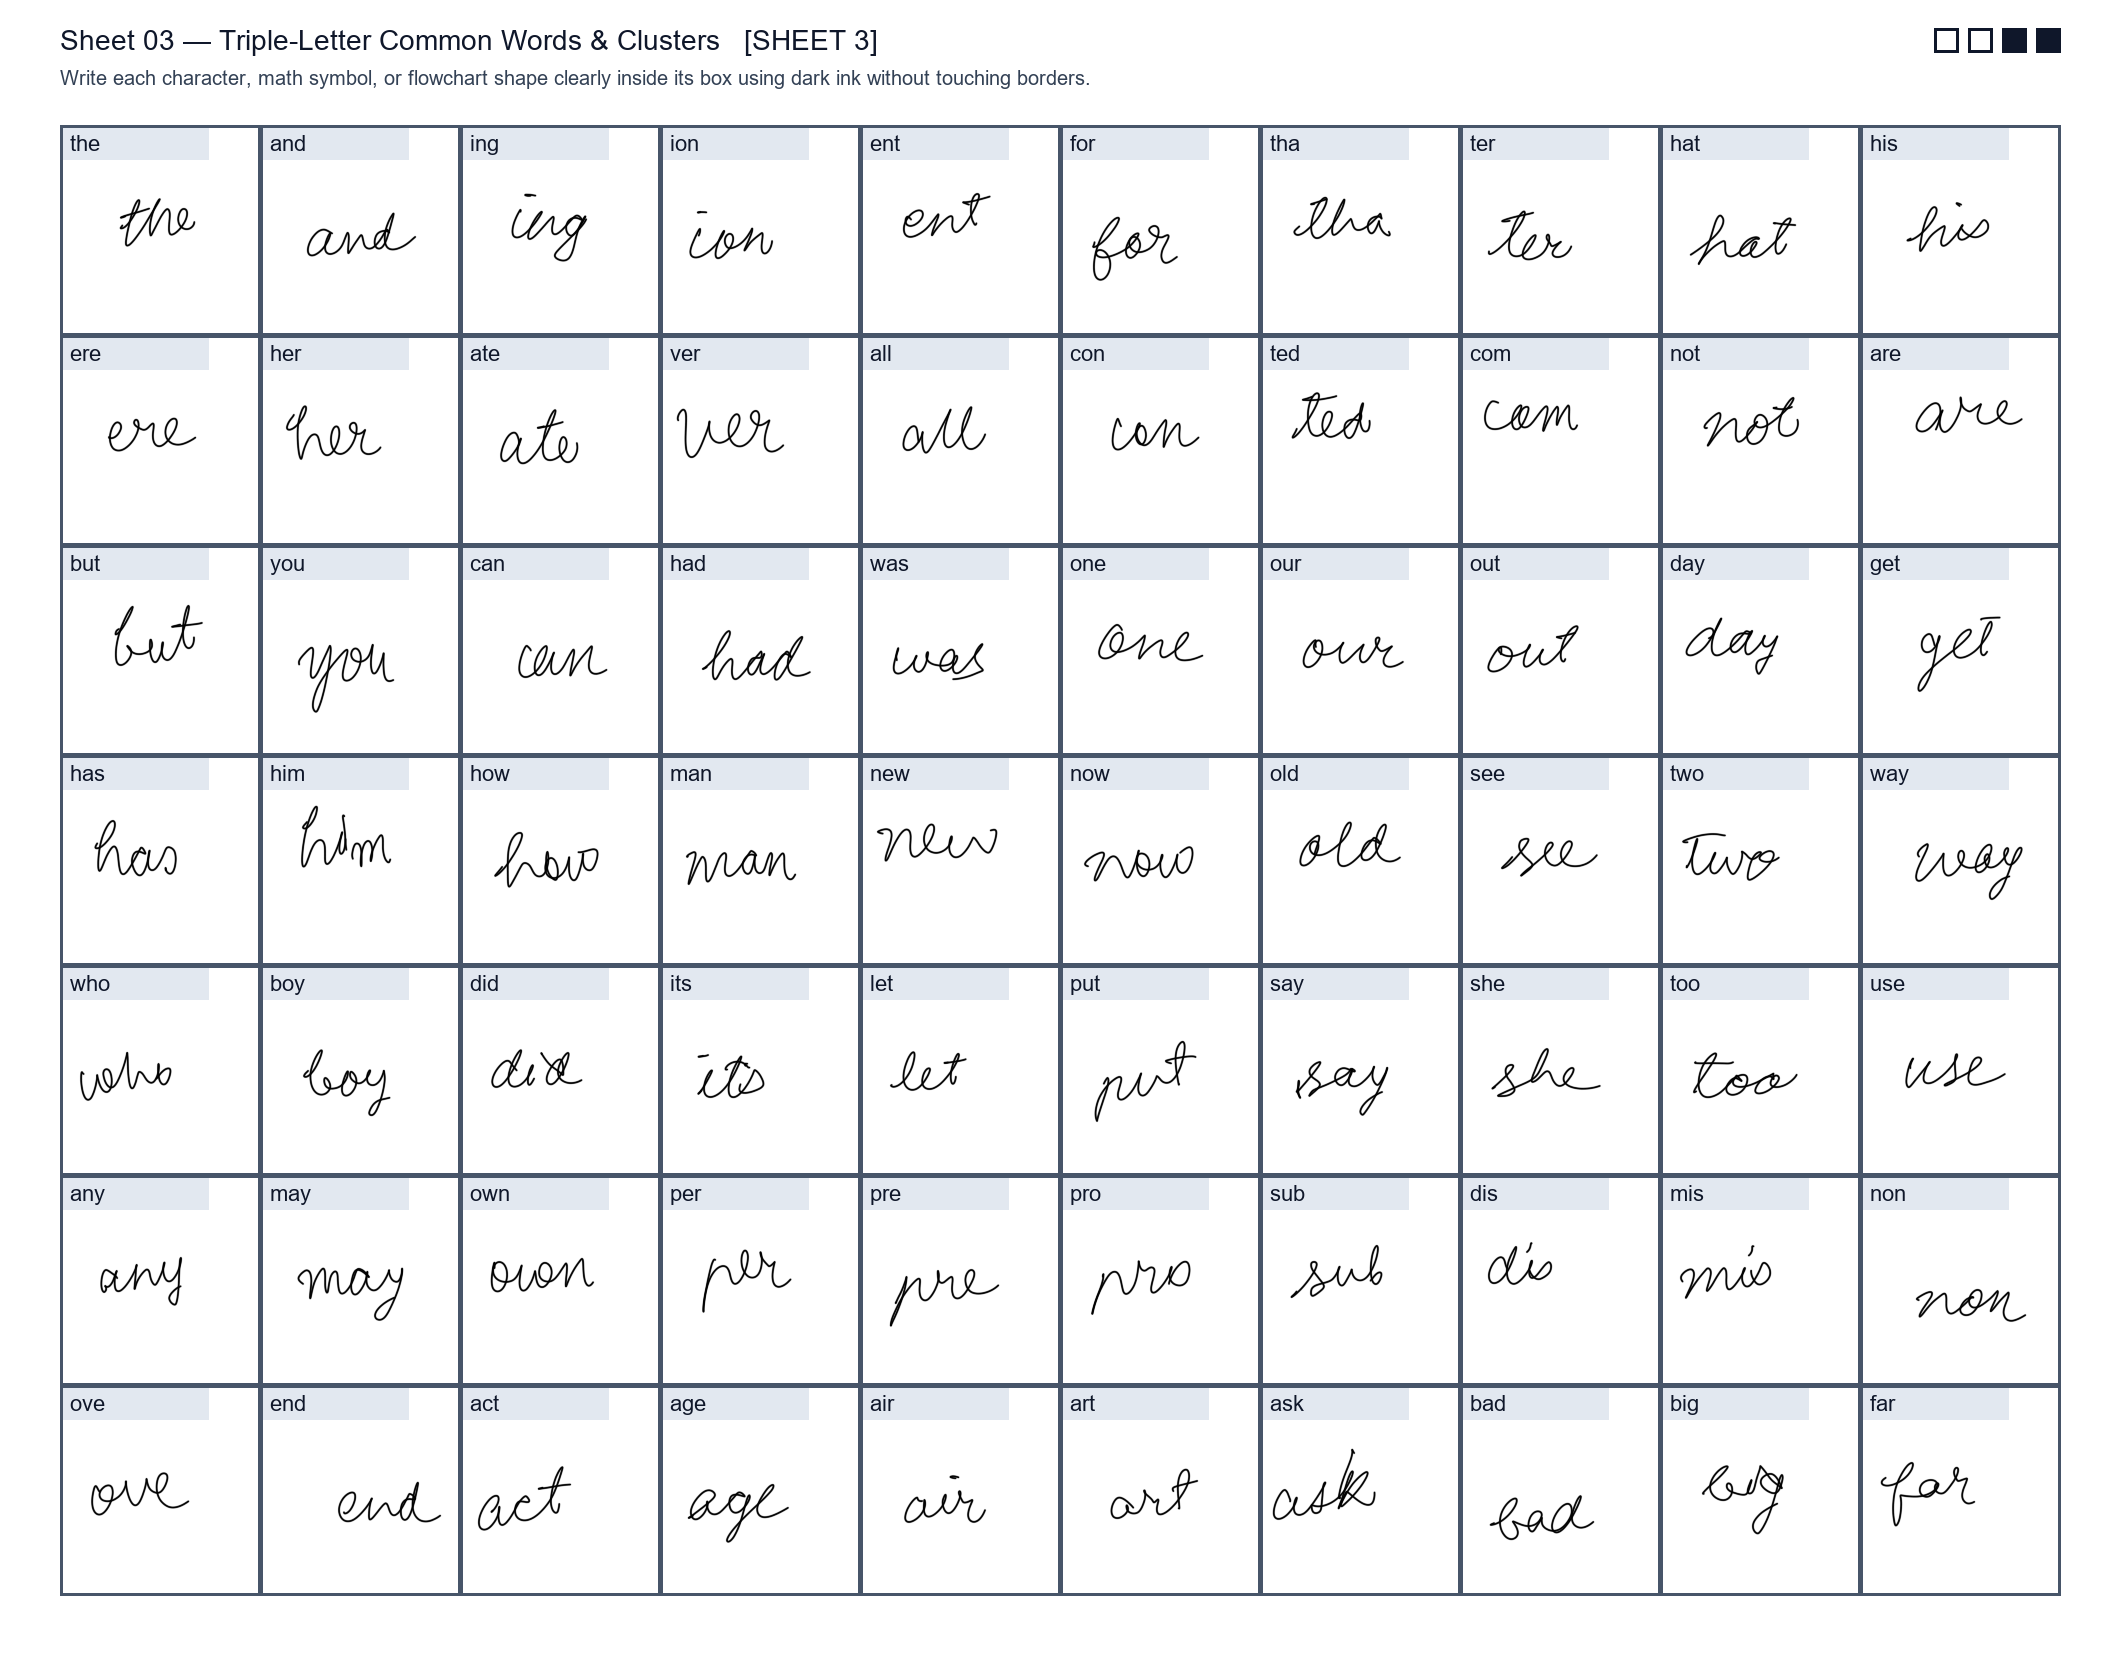 Sheet 03 — Triple-Letter Common Words & Clusters [SHEET 3]
Write each character, math symbol, or flowchart shape clearly inside its box using dark ink without touching borders.
the and ing ion ent for tha ter hat his
the and ing ion ent for tha ter hat his
ere her ate ver all con ted com not are
ere her ate ver all con ted com not are
but you can had was one our out day get
but you can had was one our out day get
has him how man new now old see two way
has him how man new now old see two way
who boy did its let put say she too use
who boy did its let put say she too use
any may own per pre pro sub dis mis non
any may own per pre pro sub dis mis non
ove end act age air art ask bad big far
ove end act age air art ask bad big far